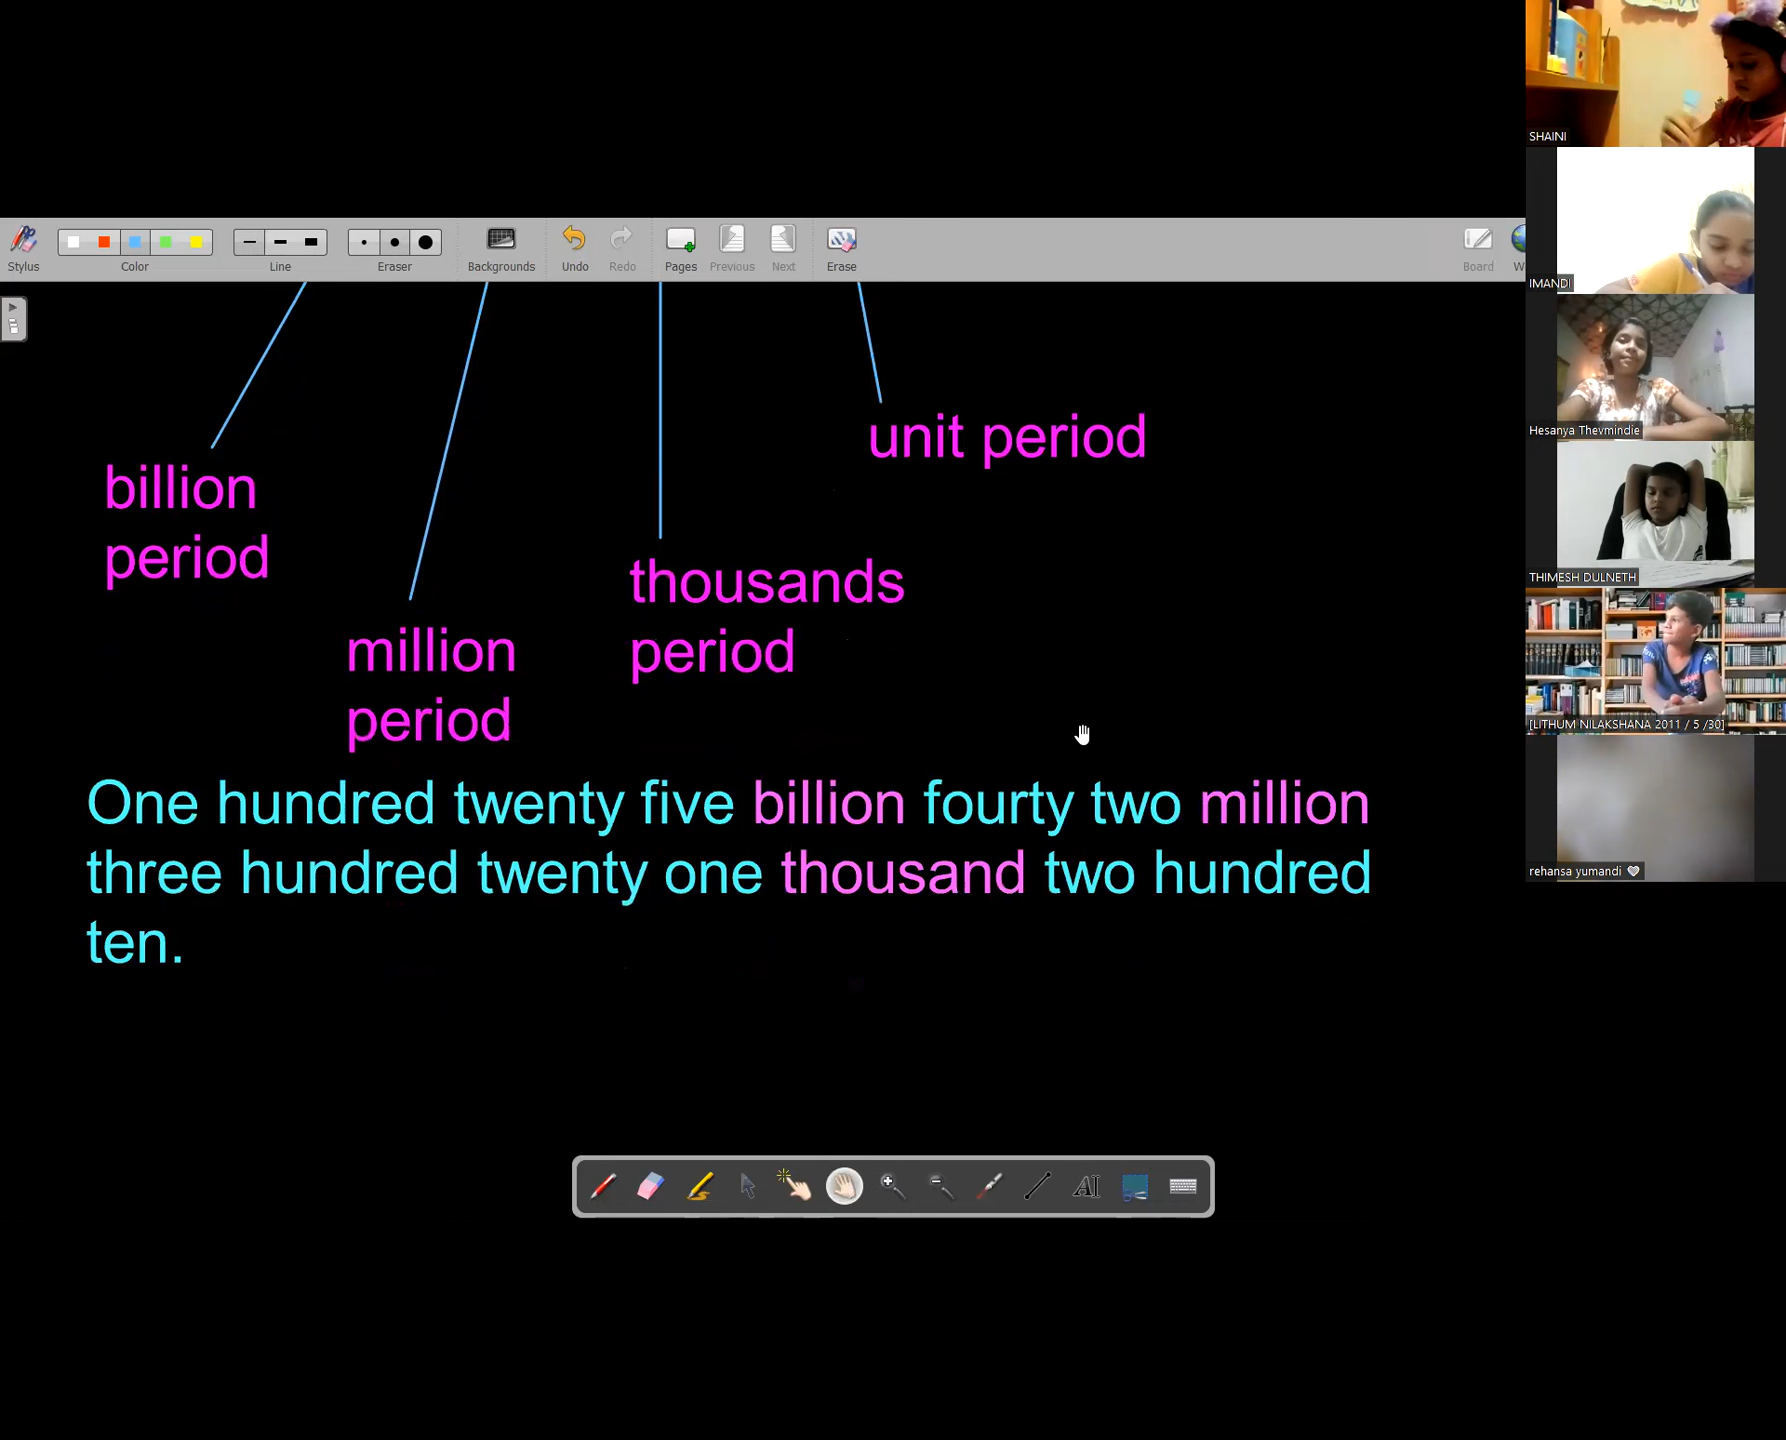 SHAINI
Stylus
Color
Line
Eraser
Backgrounds
Undo
Redo
Pages
Previous
Next
Erase
Board
W
IMANDI
unit period
Hesanya Thevmindie
billion
period
thousands
period
THIMESH DULNETH
million
period
[LITHUM NILAKSHANA 2011 / 5 /30]
One hundred twenty five billion fourty two million
three hundred twenty one thousand two hundred
ten.
rehansa yumandi 🤍
AI